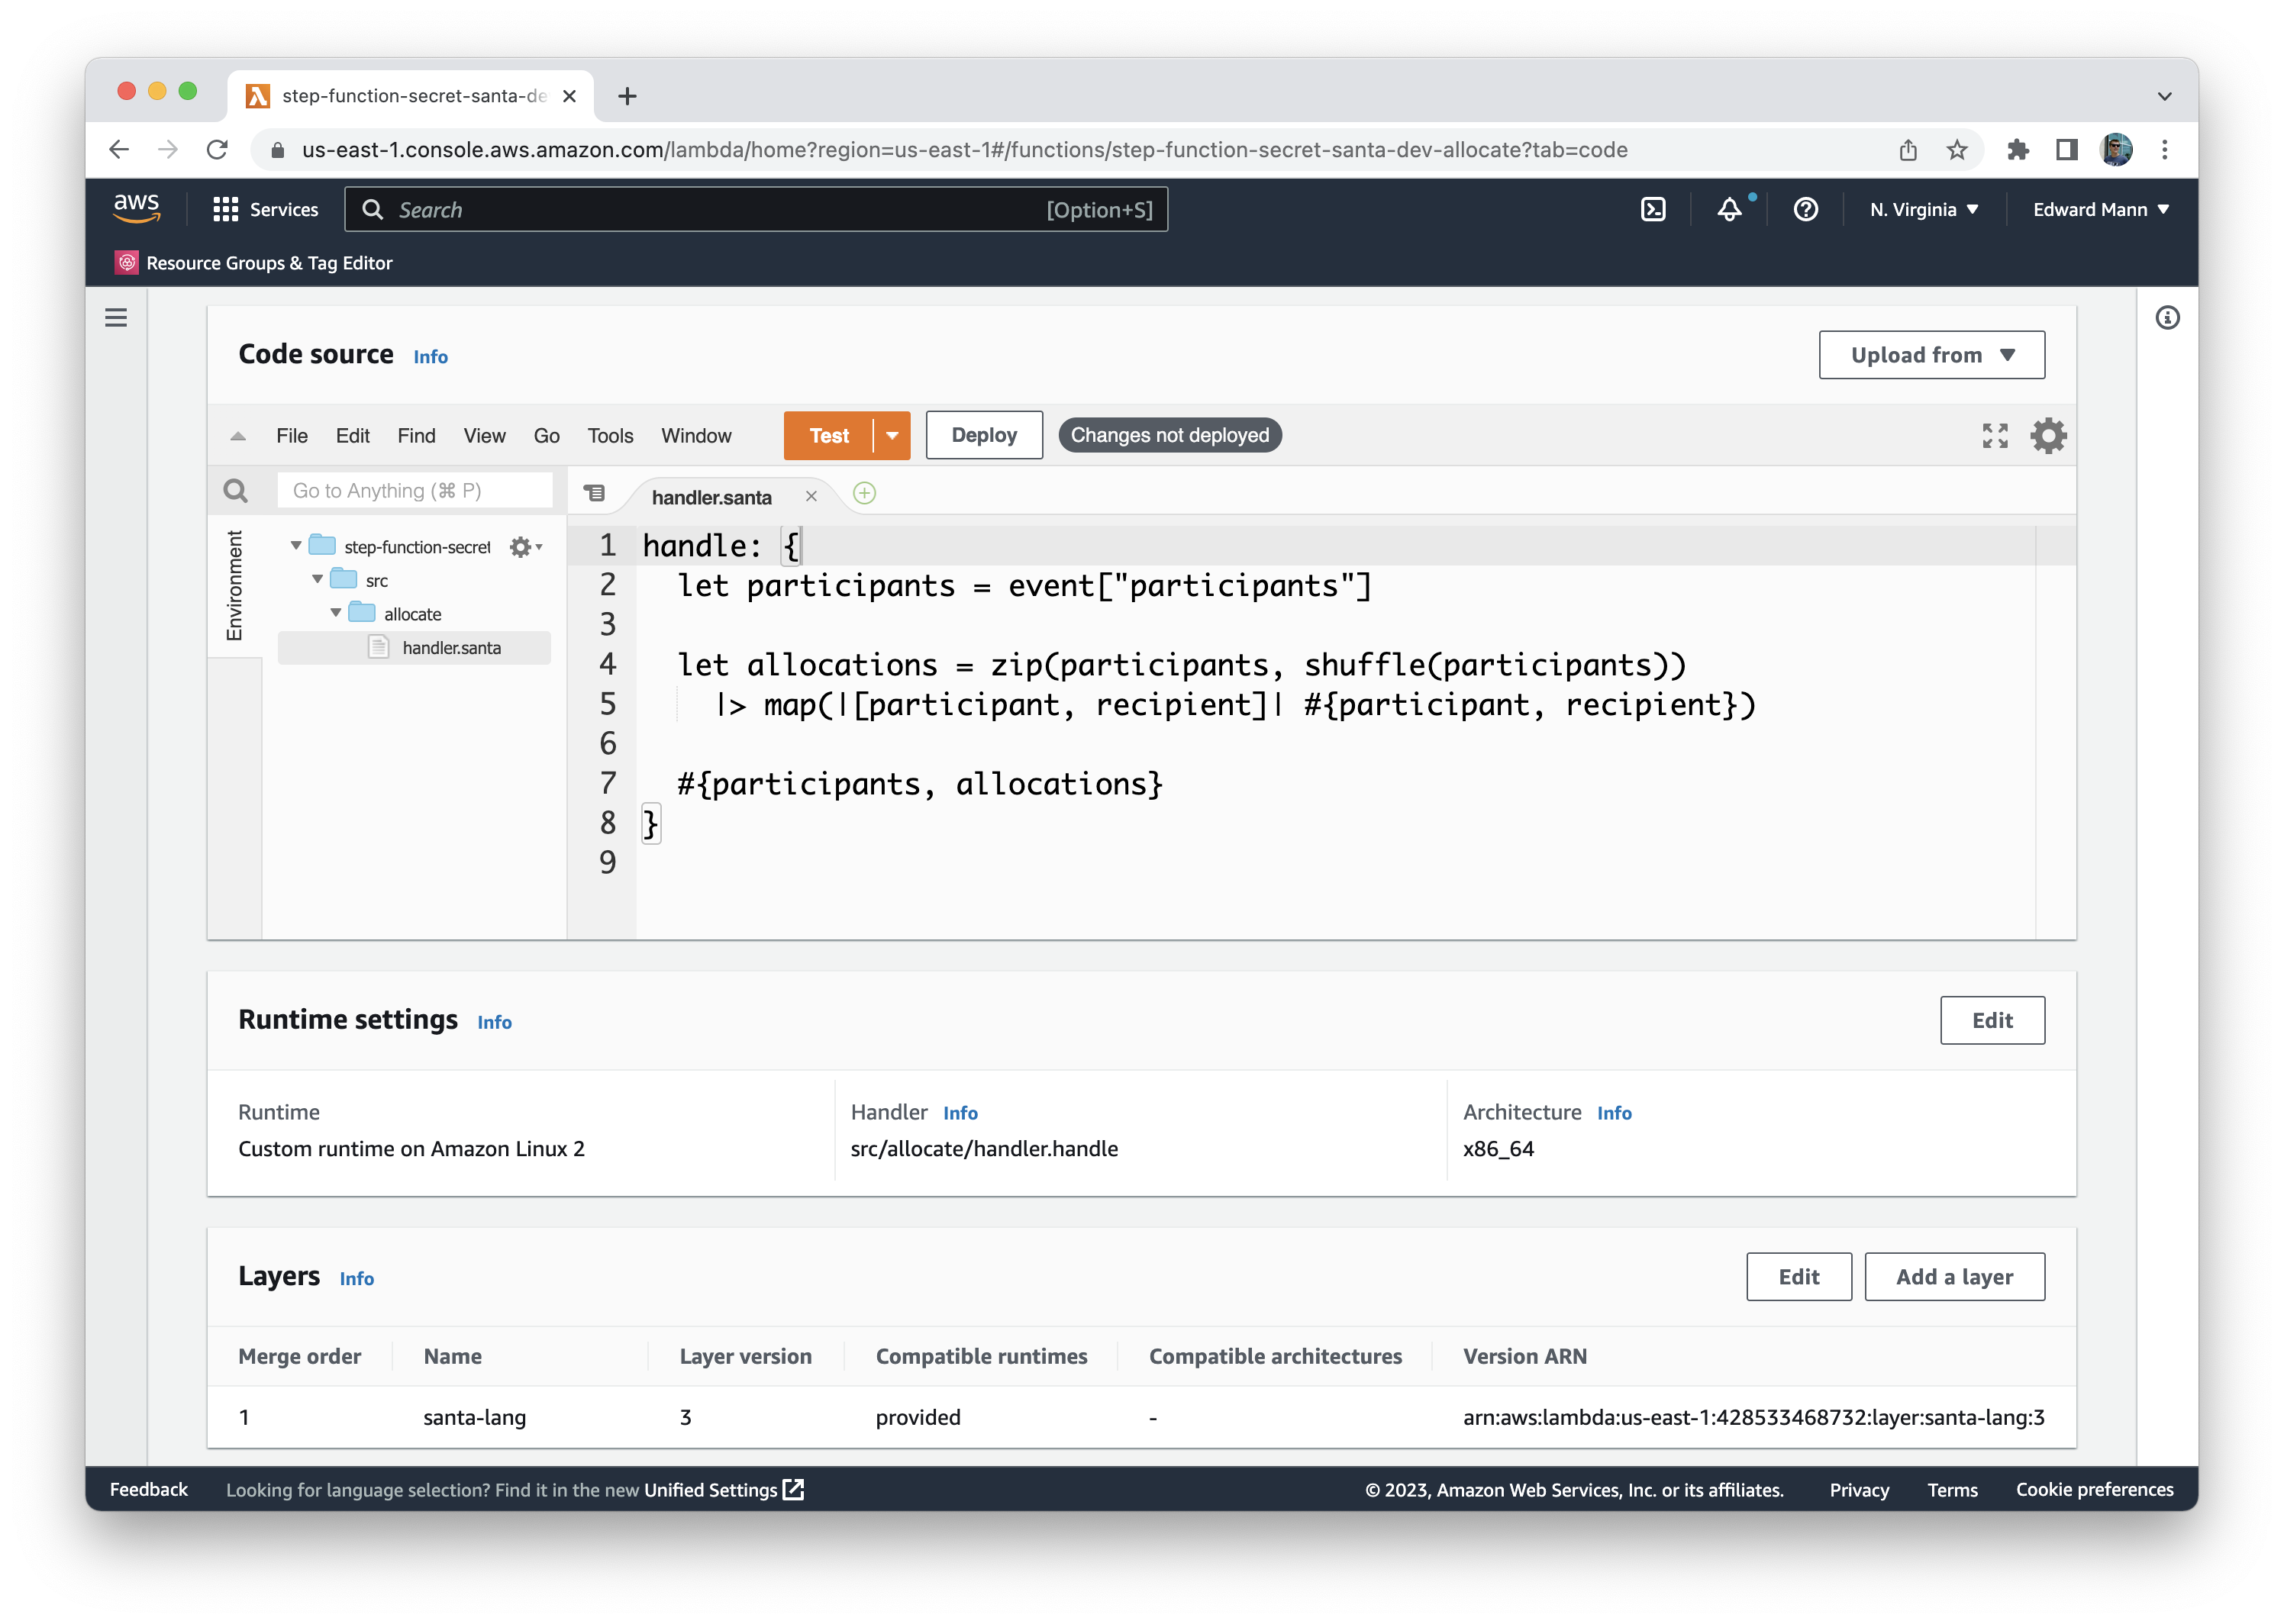 step-function-secret-santa-de
us-east-1.console.aws.amazon.com/lambda/home?region=us-east-1#/functions/step-function-secret-santa-dev-allocate?tab=code
aws Services Search [Option+S] N. Virginia Edward Mann
Resource Groups & Tag Editor
Code source Info Upload from
File Edit Find View Go Tools Window Test Deploy Changes not deployed
Go to Anything (⌘ P) handler.santa
Environment
step-function-secret
src
allocate
handler.santa
1 handle: {
2   let participants = event["participants"]
3
4   let allocations = zip(participants, shuffle(participants))
5     |> map(|[participant, recipient]| #{participant, recipient})
6
7   #{participants, allocations}
8 }
9
Runtime settings Info Edit
Runtime Handler Info Architecture Info
Custom runtime on Amazon Linux 2 src/allocate/handler.handle x86_64
Layers Info Edit Add a layer
Merge order Name Layer version Compatible runtimes Compatible architectures Version ARN
1 santa-lang 3 provided - arn:aws:lambda:us-east-1:428533468732:layer:santa-lang:3
Feedback Looking for language selection? Find it in the new Unified Settings © 2023, Amazon Web Services, Inc. or its affiliates. Privacy Terms Cookie preferences